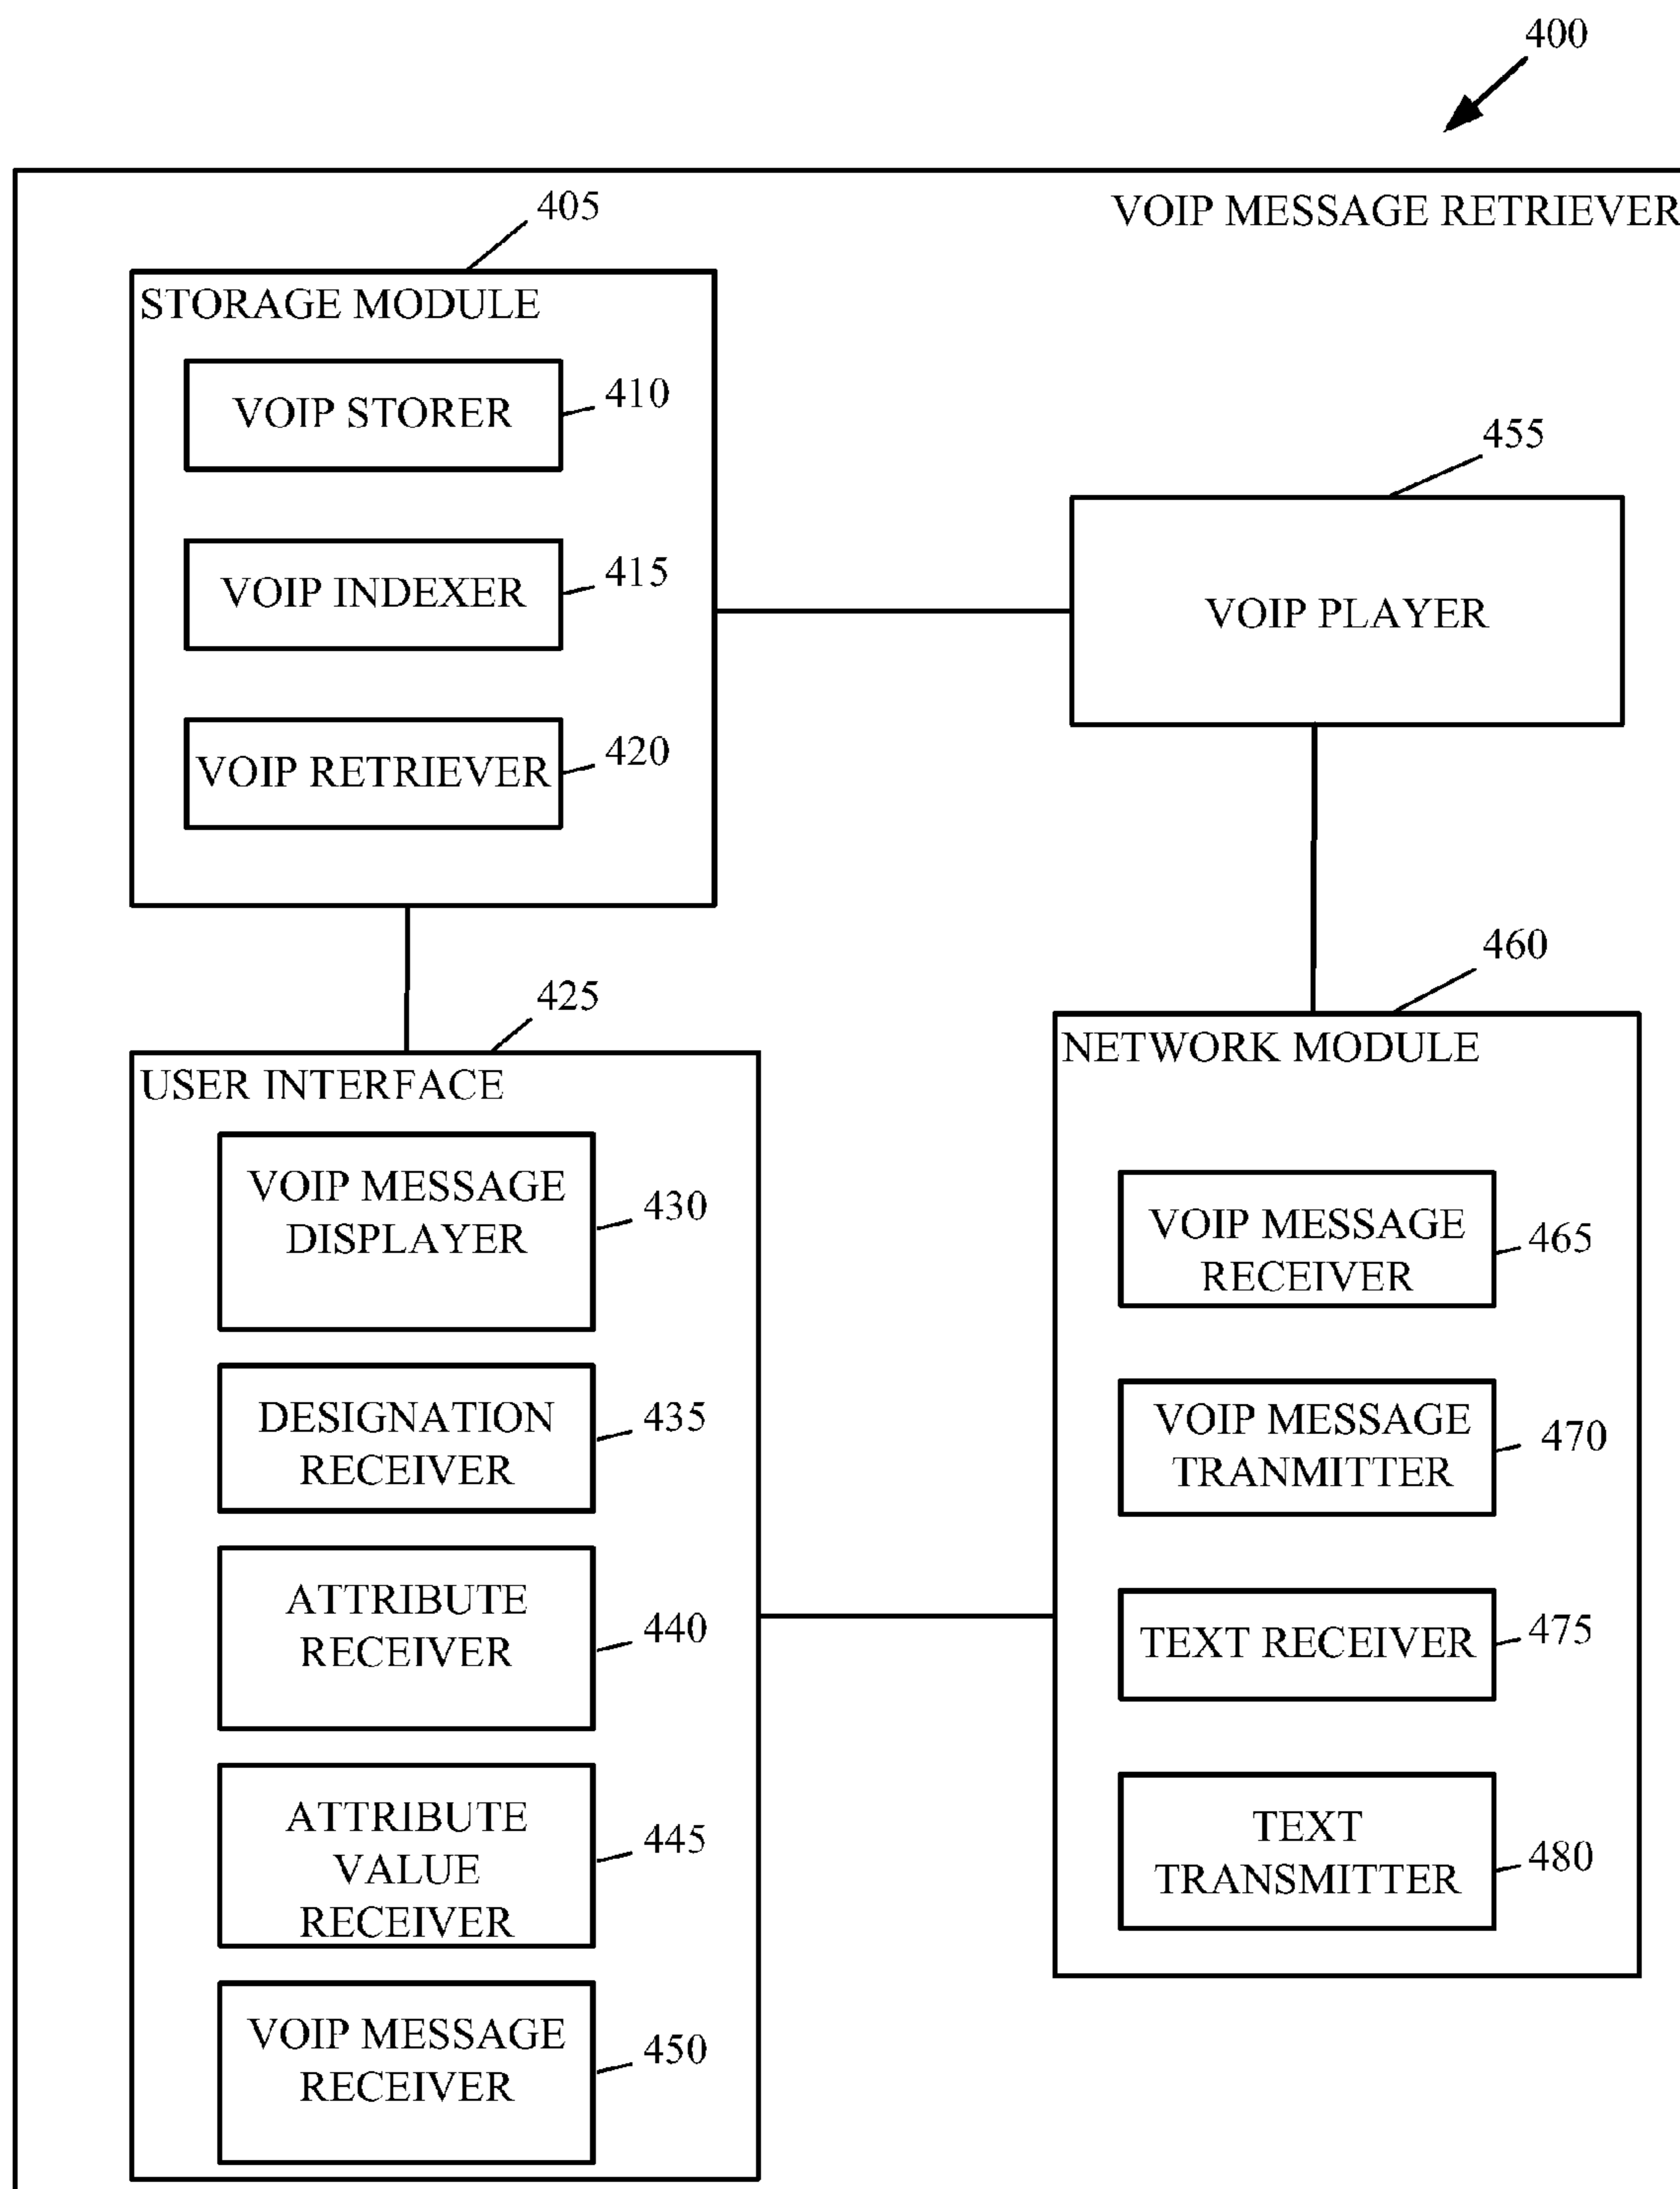 400
VOIP MESSAGE RETRIEVER
405
STORAGE MODULE
VOIP STORER
410
VOIP INDEXER
415
VOIP RETRIEVER
420
455
VOIP PLAYER
425
USER INTERFACE
VOIP MESSAGE
DISPLAYER
430
DESIGNATION
RECEIVER
435
ATTRIBUTE
RECEIVER
440
ATTRIBUTE
VALUE
RECEIVER
445
VOIP MESSAGE
RECEIVER
450
460
NETWORK MODULE
VOIP MESSAGE
RECEIVER
465
VOIP MESSAGE
TRANMITTER
470
TEXT RECEIVER
475
TEXT
TRANSMITTER
480